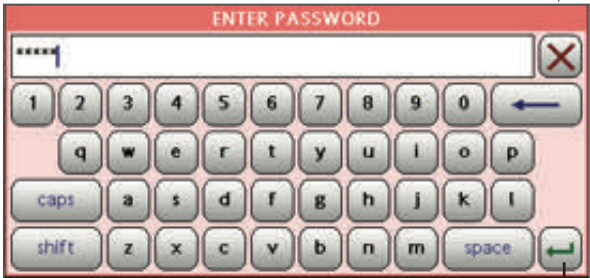 ENTER PASSWORD
*****
1 2 3 4 5 6 7 8 9 0
q w e r t y u i o p
caps a s d f g h j k l
shift z x c v b n m space